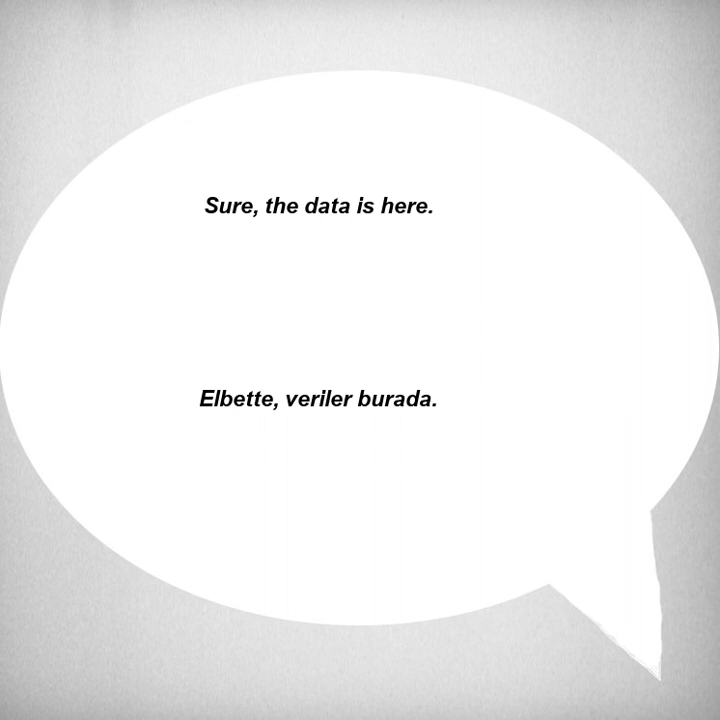 Sure, the data is here.
Elbette, veriler burada.